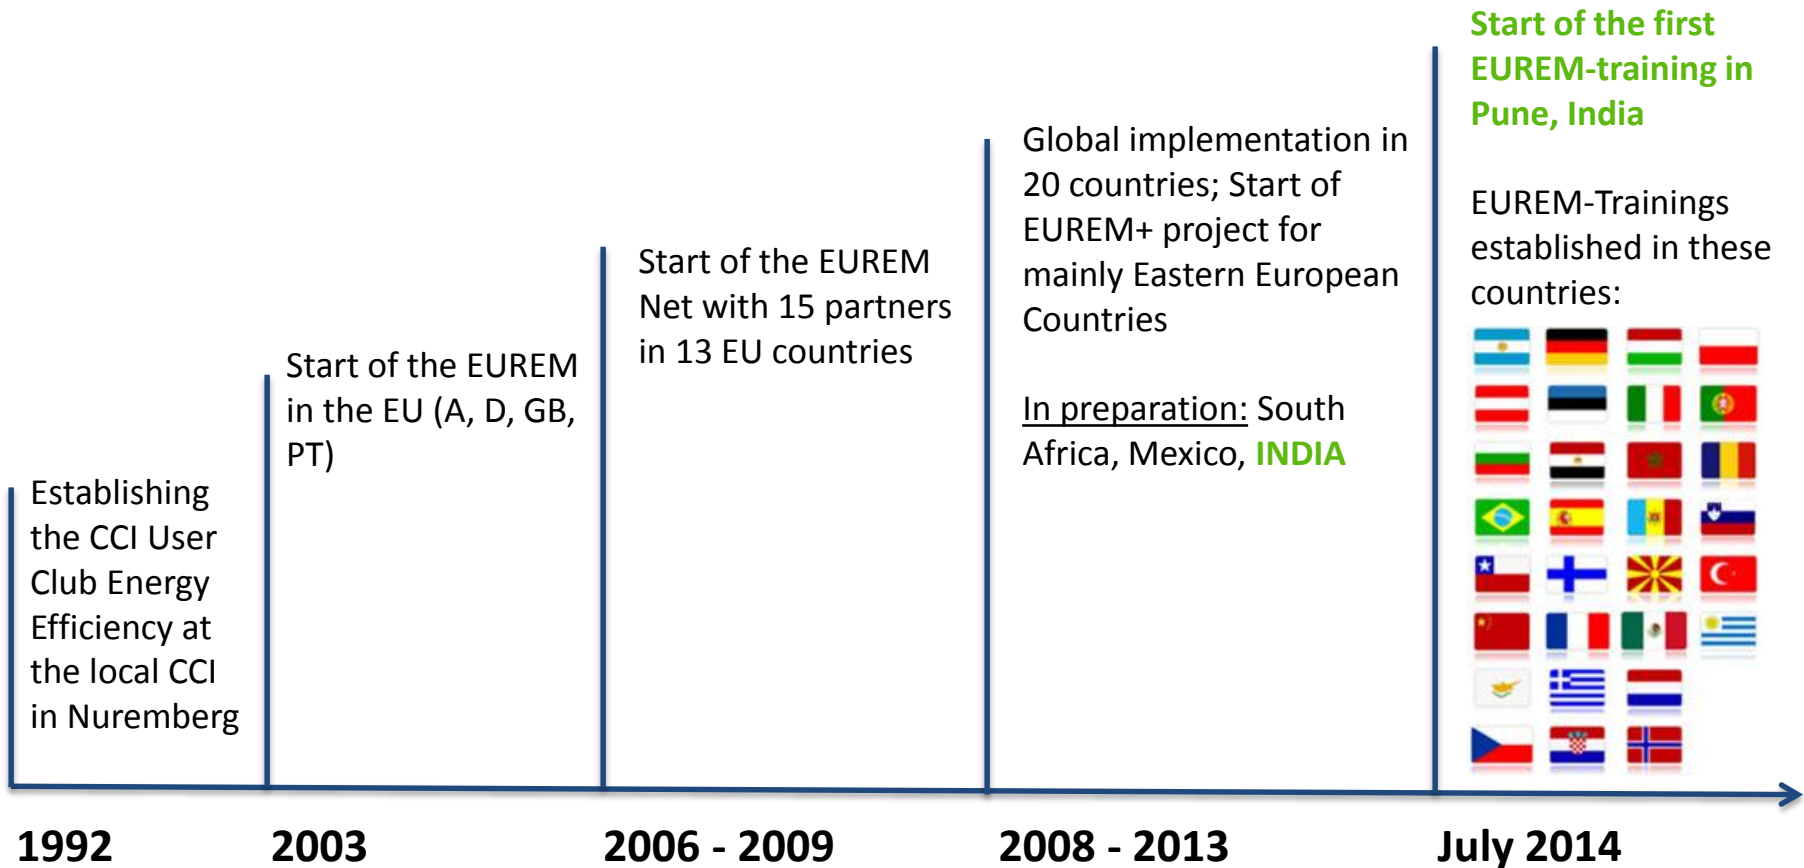 Establishing
the CCI User
Club Energy
Efficiency at
the local CCI
in Nuremberg
Start of the EUREM
in the EU (A, D, GB,
PT)
Start of the EUREM
Net with 15 partners
in 13 EU countries
Global implementation in
20 countries; Start of
EUREM+ project for
mainly Eastern European
Countries
In preparation: South
Africa, Mexico, INDIA
Start of the first
EUREM-training in
Pune, India
EUREM-Trainings
established in these
countries:
1992
2003
2006 - 2009
2008 - 2013
July 2014